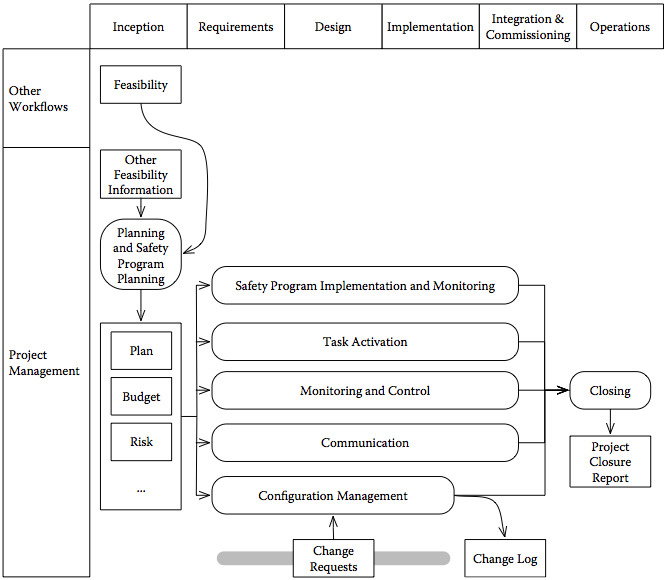 Inception
Requirements
Design
Implementation
Integration &
Commissioning
Operations
Other
Workflows
Feasibility
Project
Management
Other
Feasibility
Information
Planning
and Safety
Program
Planning
Plan
Budget
Risk
...
Safety Program Implementation and Monitoring
Task Activation
Monitoring and Control
Communication
Configuration Management
Change
Requests
Change Log
Closing
Project
Closure
Report